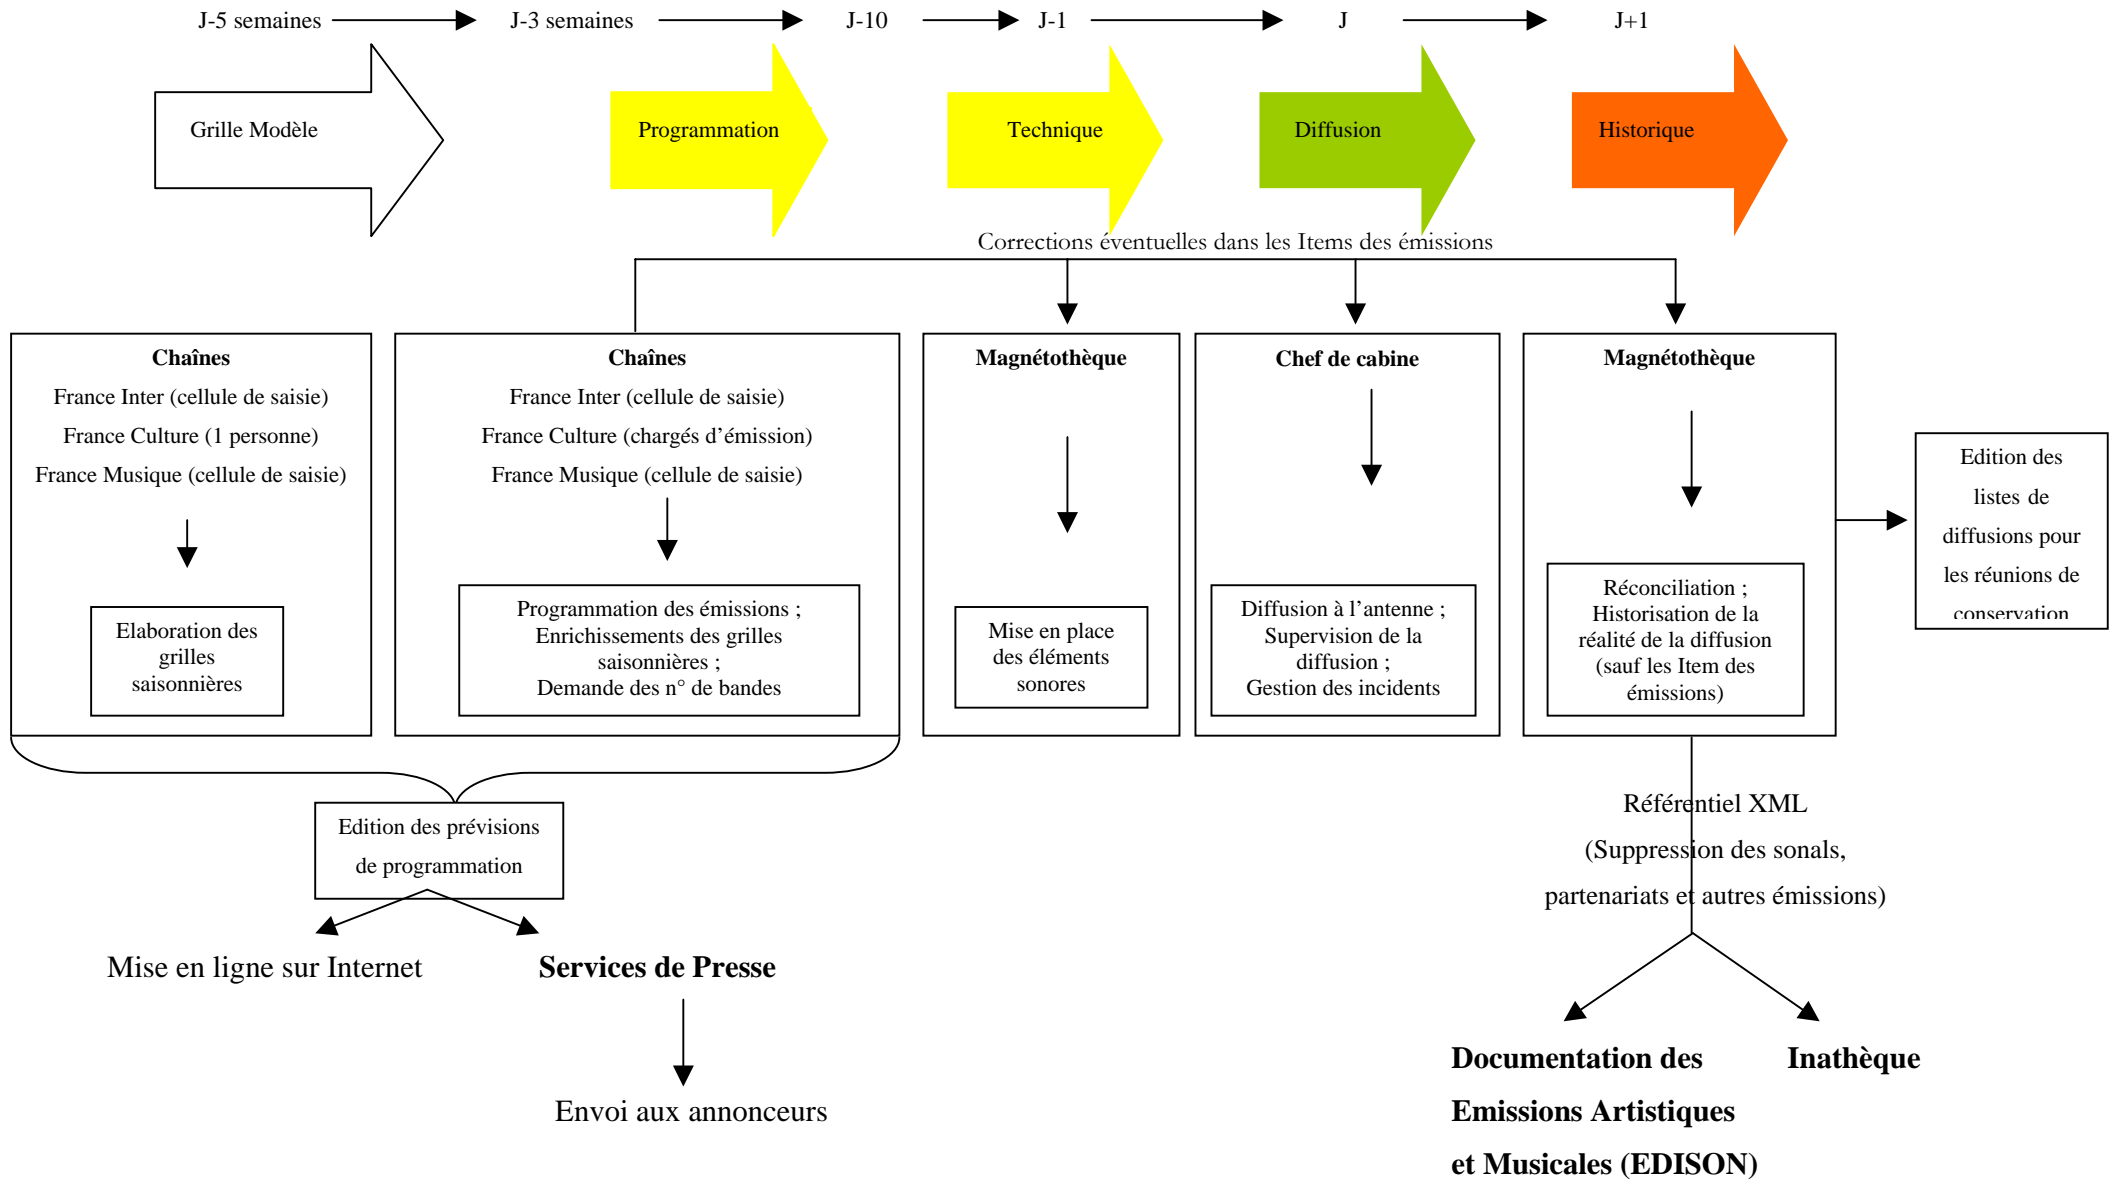 J-5 semaines
J-3 semaines
J-10
J-1
J
J+1
Grille Modèle
Programmation
Technique
Diffusion
Historique
Corrections éventuelles dans les Items des émissions
Chaînes
France Inter (cellule de saisie)
France Culture (1 personne)
France Musique (cellule de saisie)
Elaboration des
grilles
saisonnières
Chaînes
France Inter (cellule de saisie)
France Culture (chargés d’émission)
France Musique (cellule de saisie)
Programmation des émissions ;
Enrichissements des grilles
saisonnières ;
Demande des n° de bandes
Magnétothèque
Mise en place
des éléments
sonores
Chef de cabine
Diffusion à l’antenne ;
Supervision de la
diffusion ;
Gestion des incidents
Magnétothèque
Réconciliation ;
Historisation de la
réalité de la diffusion
(sauf les Item des
émissions)
Edition des
listes de
diffusions pour
les réunions de
conservation
Edition des prévisions
de programmation
Mise en ligne sur Internet
Services de Presse
Envoi aux annonceurs
Référentiel XML
(Suppression des sonals,
partenariats et autres émissions)
Documentation des
Emissions Artistiques
et Musicales (EDISON)
Inathèque